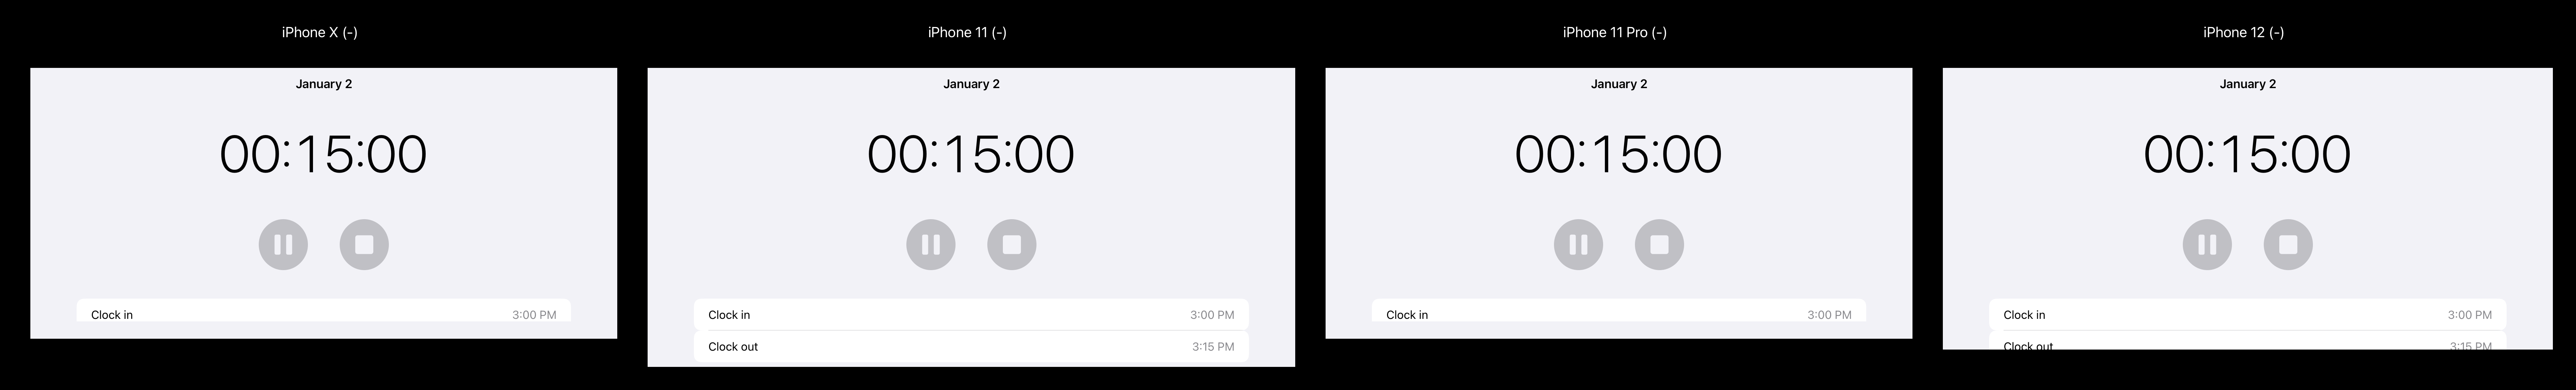 iPhone X (-)
January 2
00:15:00
Clock in 3:00 PM
iPhone 11 (-)
January 2
00:15:00
Clock in 3:00 PM
Clock out 3:15 PM
iPhone 11 Pro (-)
January 2
00:15:00
Clock in 3:00 PM
iPhone 12 (-)
January 2
00:15:00
Clock in 3:00 PM
Clock out 3:15 PM